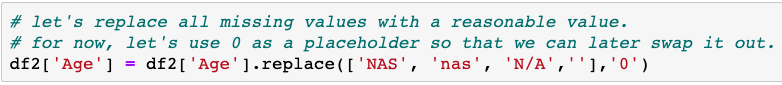 # let's replace all missing values with a reasonable value.
# for now, let's use 0 as a placeholder so that we can later swap it out.
df2['Age'] = df2['Age'].replace(['NAS', 'nas', 'N/A',''],'0')